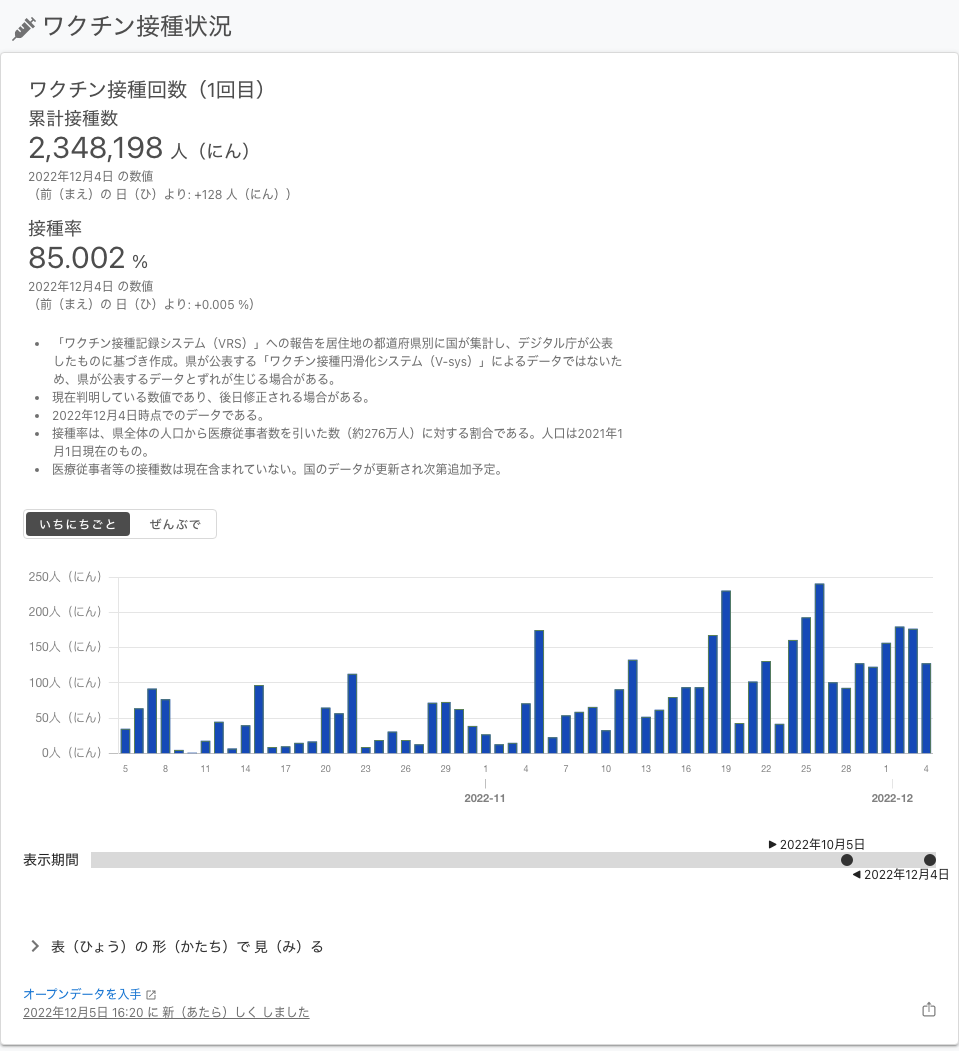 ワクチン接種状況
ワクチン接種回数（1回目）
累計接種数
2,348,198 人（にん）
2022年12月4日 の数値
（前（まえ）の 日（ひ）より: +128 人（にん））
接種率
85.002 %
2022年12月4日 の数値
（前（まえ）の 日（ひ）より: +0.005 %）
• 「ワクチン接種記録システム（VRS）」への報告を居住地の都道府県別に国が集計し、デジタル庁が公表
したものに基づき作成。県が公表する「ワクチン接種円滑化システム（V-sys）」によるデータではないた
め、県が公表するデータとずれが生じる場合がある。
• 現在判明している数値であり、後日修正される場合がある。
• 2022年12月4日時点でのデータである。
• 接種率は、県全体の人口から医療従事者数を引いた数（約276万人）に対する割合である。人口は2021年1
月1日現在のもの。
• 医療従事者等の接種数は現在含まれていない。国のデータが更新され次第追加予定。
いちにちごと ぜんぶで
250人（にん）
200人（にん）
150人（にん）
100人（にん）
50人（にん）
0人（にん）
5 8 11 14 17 20 23 26 29 1 4 7 10 13 16 19 22 25 28 1 4
2022-11 2022-12
▶ 2022年10月5日
表示期間
◀ 2022年12月4日
表（ひょう）の 形（かたち）で 見（み）る
オープンデータを入手
2022年12月5日 16:20 に 新（あたら）しく しました